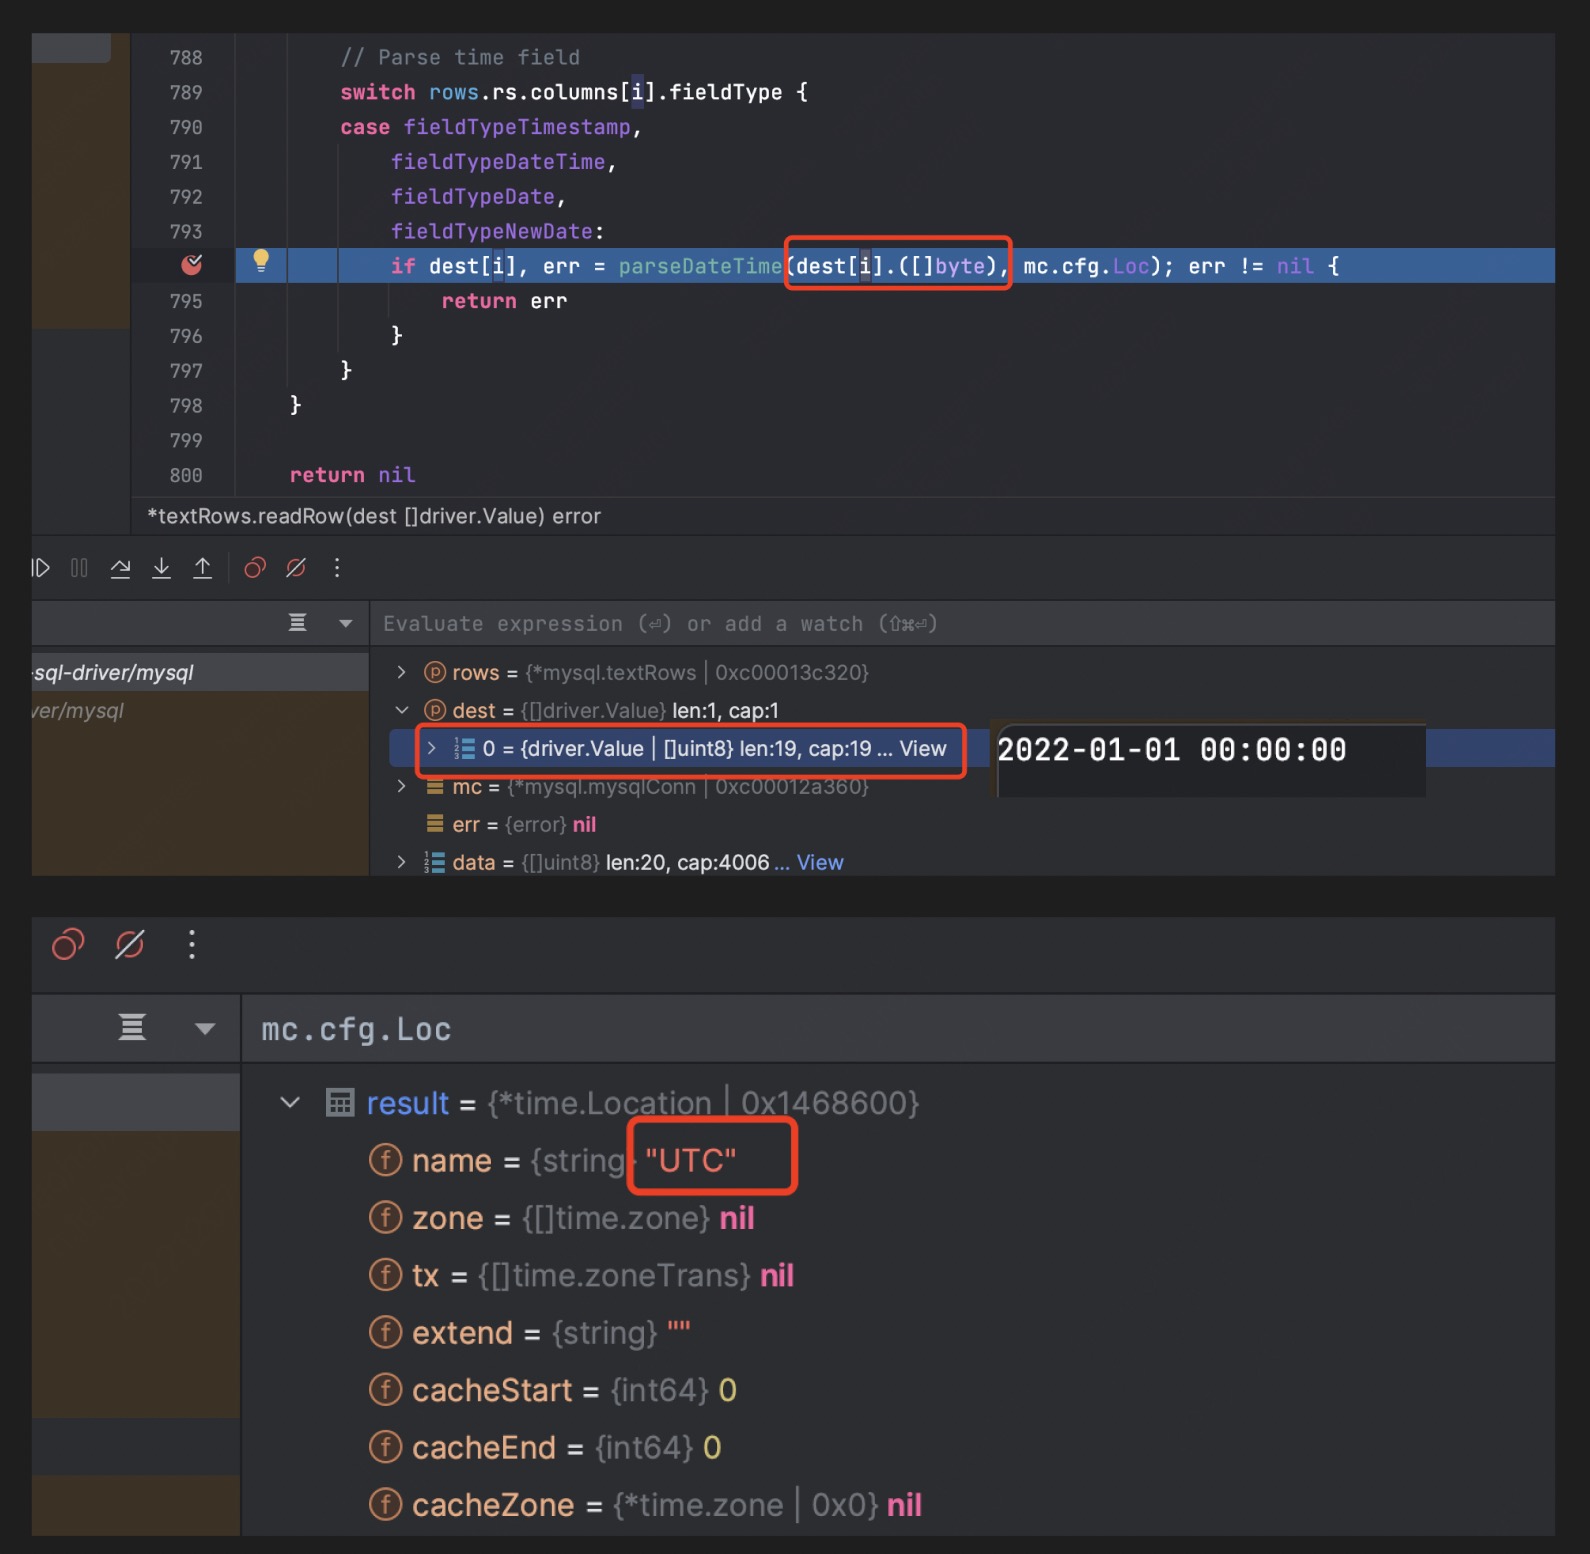 788 // Parse time field
789 switch rows.rs.columns[i].fieldType {
790 case fieldTypeTimestamp,
791 fieldTypeDateTime,
792 fieldTypeDate,
793 fieldTypeNewDate:
if dest[i], err = parseDateTime(dest[i].([]byte), mc.cfg.Loc); err != nil {
795 return err
796 }
797 }
798 }
799
800 return nil
*textRows.readRow(dest []driver.Value) error
Evaluate expression (⏎) or add a watch (⇧⌘⏎)
-sql-driver/mysql
ver/mysql
rows = {*mysql.textRows | 0xc00013c320}
dest = {[]driver.Value} len:1, cap:1
0 = {driver.Value | []uint8} len:19, cap:19 ... View
2022-01-01 00:00:00
mc = {*mysql.mysqlConn | 0xc00012a360}
err = {error} nil
data = {[]uint8} len:20, cap:4006 ... View
mc.cfg.Loc
result = {*time.Location | 0x1468600}
name = {string} "UTC"
zone = {[]time.zone} nil
tx = {[]time.zoneTrans} nil
extend = {string} ""
cacheStart = {int64} 0
cacheEnd = {int64} 0
cacheZone = {*time.zone | 0x0} nil